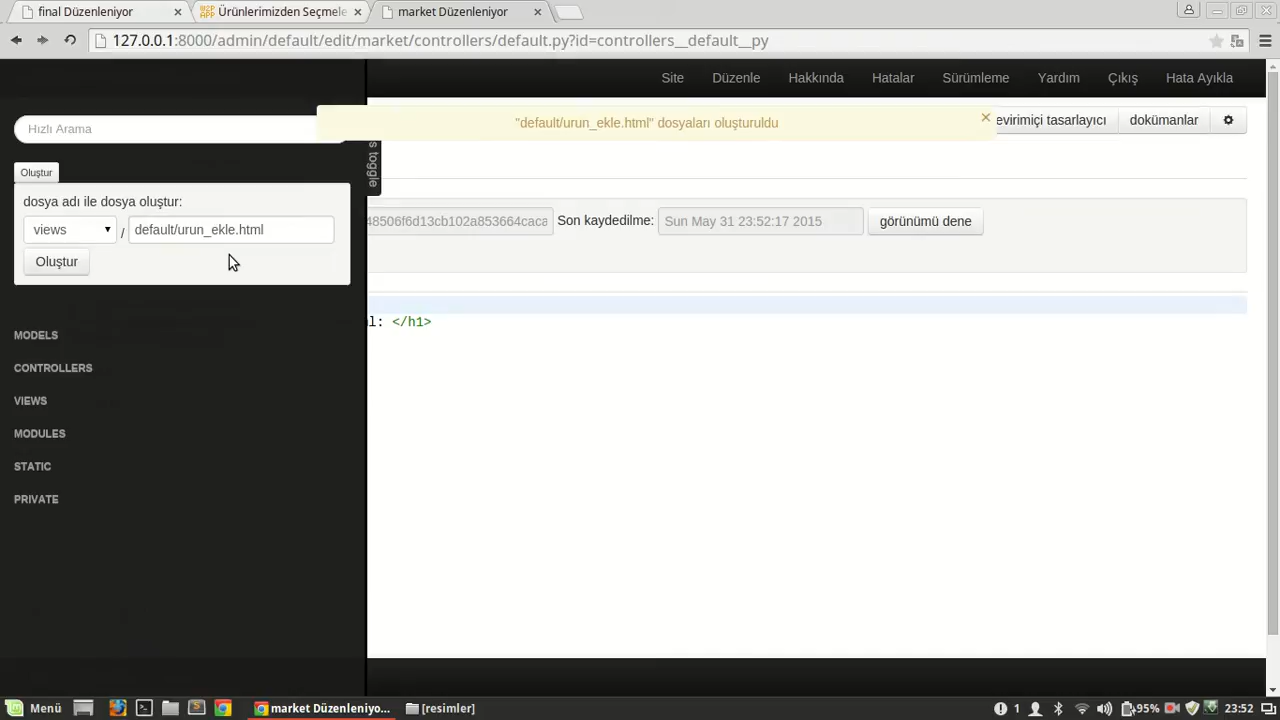 final Düzenleniyor
Ürünlerimizden Seçmele
market Düzenleniyor
127.0.0.1:8000/admin/default/edit/market/controllers/default.py?id=controllers__default__py
Site Düzenle Hakkında Hatalar Sürümleme Yardım Çıkış Hata Ayıkla
Hızlı Arama
"default/urun_ekle.html" dosyaları oluşturuldu
×
evirimiçi tasarlayıcı
dokümanlar
s toggle
Oluştur
dosya adı ile dosya oluştur:
views / default/urun_ekle.html
Oluştur
48506f6d13cb102a853664caca
Son kaydedilme:
Sun May 31 23:52:17 2015
görünümü dene
l: </h1>
MODELS
CONTROLLERS
VIEWS
MODULES
STATIC
PRIVATE
Menü
market Düzenleniyo...
[resimler]
1
95%
23:52